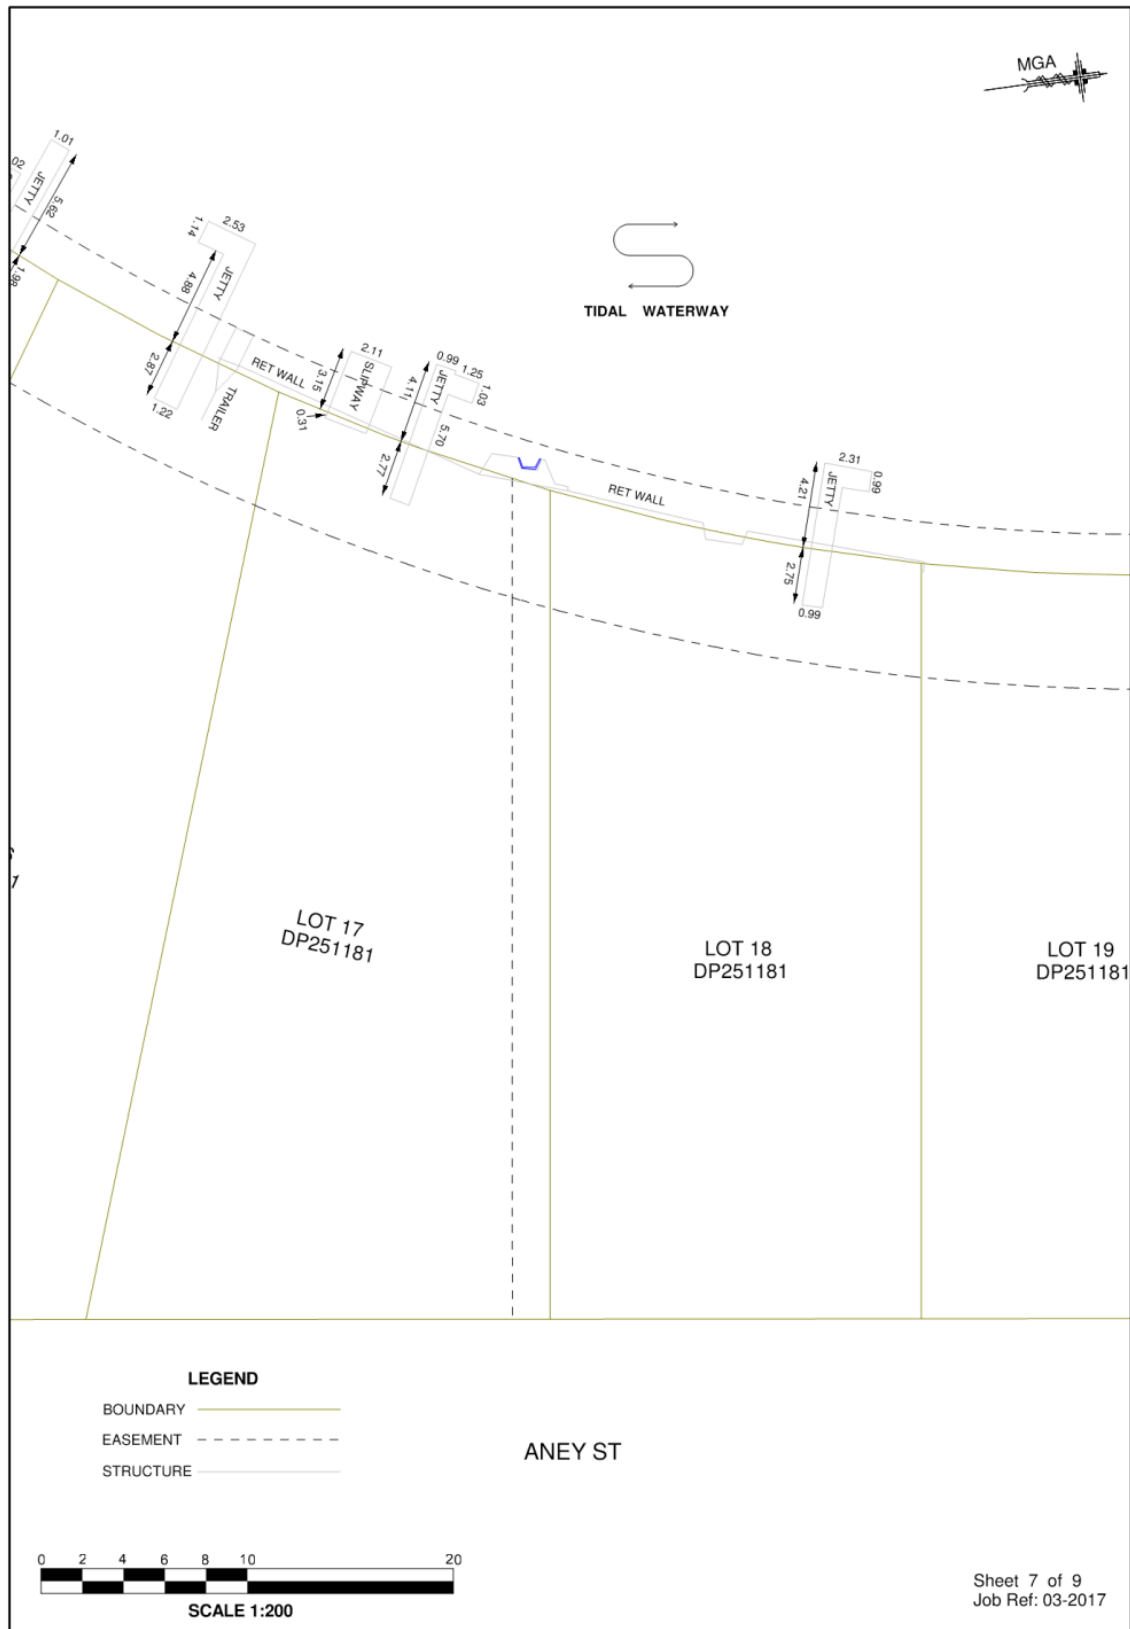 MGA
1.01
02
JETTY
5.62
1.98
1.14
2.53
JETTY
4.88
2.87
1.22
TRAILER
RET WALL
3.15
2.11
SLIPWAY
0.31
0.99
1.25
1.03
JETTY
4.11
5.70
2.77
TIDAL WATERWAY
RET WALL
2.31
0.99
JETTY
4.21
2.75
0.99
1
LOT 17
DP251181
LOT 18
DP251181
LOT 19
DP251181
LEGEND
BOUNDARY
EASEMENT
STRUCTURE
ANEY ST
0 2 4 6 8 10 20
SCALE 1:200
Sheet 7 of 9
Job Ref: 03-2017